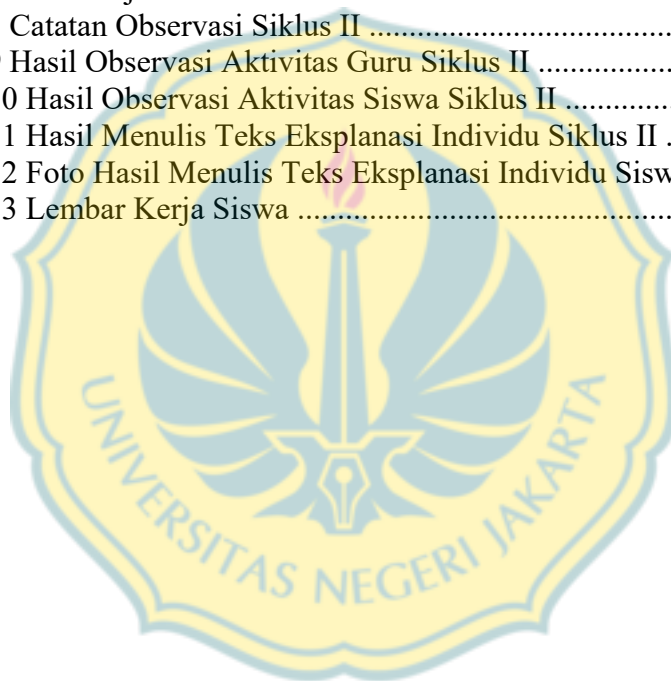 Catatan Observasi Siklus II ......................................
Hasil Observasi Aktivitas Guru Siklus II .................
0 Hasil Observasi Aktivitas Siswa Siklus II .............
1 Hasil Menulis Teks Eksplanasi Individu Siklus II .
2 Foto Hasil Menulis Teks Eksplanasi Individu Sisw
3 Lembar Kerja Siswa ...............................................
UNIVERSITAS NEGERI JAKARTA